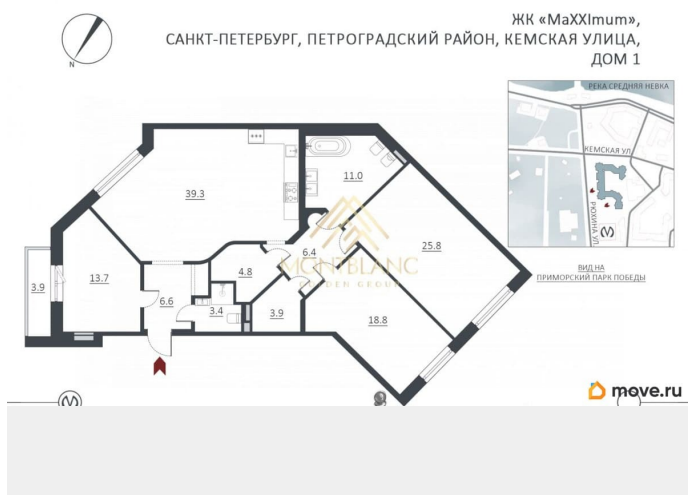 ЖК «MaXXImum»,
САНКТ-ПЕТЕРБУРГ, ПЕТРОГРАДСКИЙ РАЙОН, КЕМСКАЯ УЛИЦА,
ДОМ 1
N
РЕКА СРЕДНЯЯ НЕВКА
КЕМСКАЯ УЛ.
РЮХИНА УЛ.
ВИД НА
ПРИМОРСКИЙ ПАРК ПОБЕДЫ
39.3
11.0
25.8
6.4
4.8
13.7
3.9
6.6
3.4
3.9
18.8
MONTBLANC
GOLDEN GROUP
move.ru